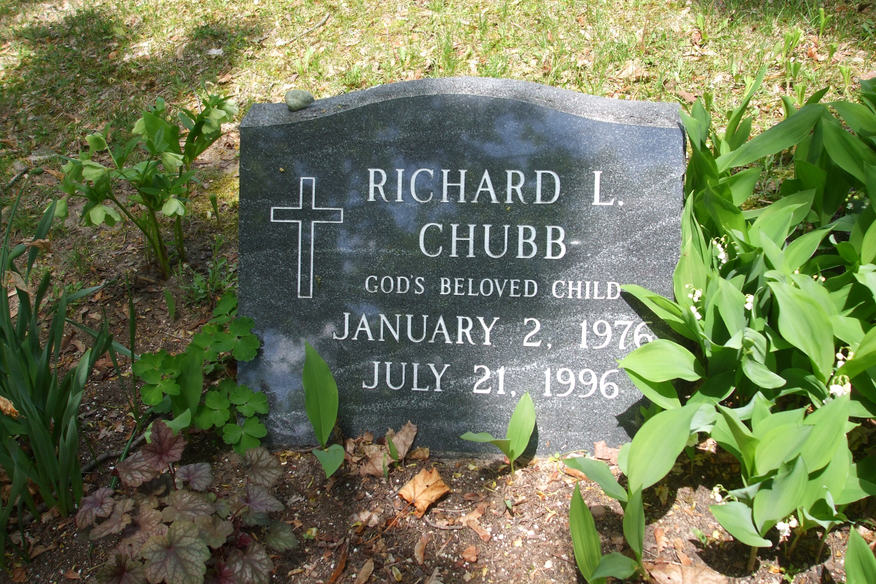 RICHARD L.
CHUBB
GOD'S BELOVED CHILD
JANUARY 2, 1976
JULY 21, 1996